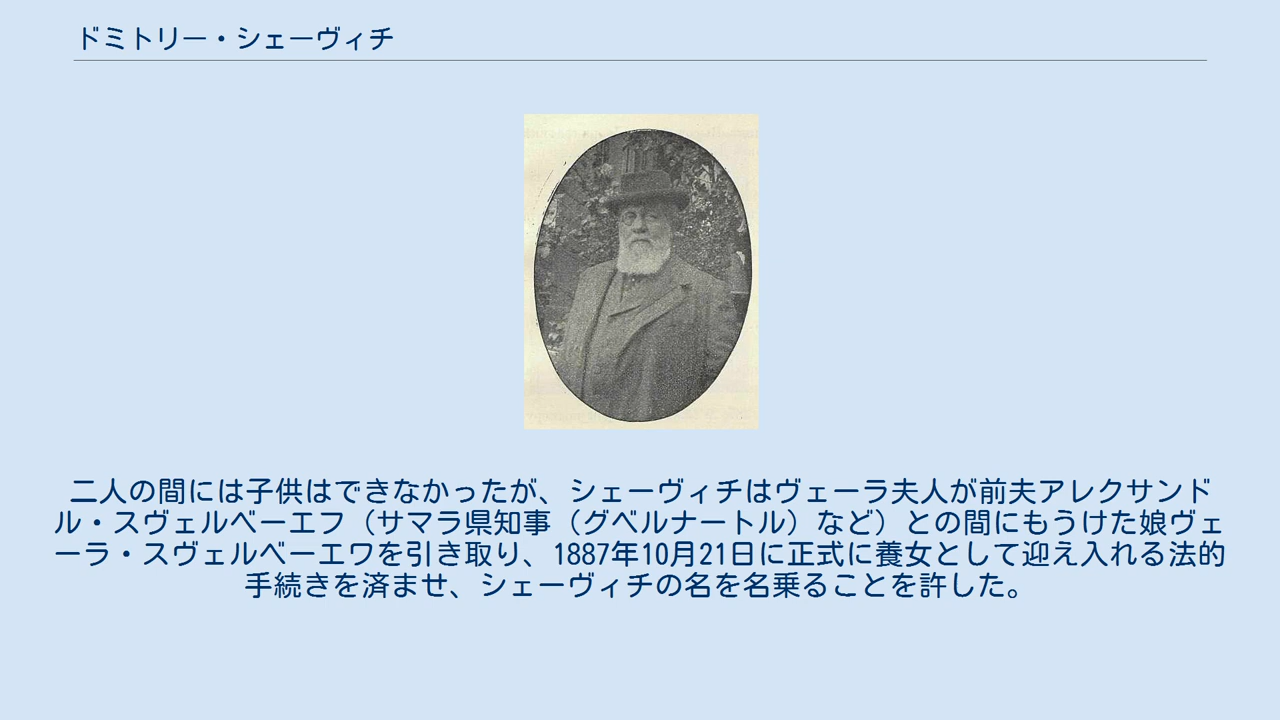 ドミトリー・シェーヴィチ
二人の間には子供はできなかったが、シェーヴィチはヴェーラ夫人が前夫アレクサンド
ル・スヴェルベーエフ（サマラ県知事（グベルナートル）など）との間にもうけた娘ヴェ
ーラ・スヴェルベーエワを引き取り、1887年10月21日に正式に養女として迎え入れる法的
手続きを済ませ、シェーヴィチの名を名乗ることを許した。